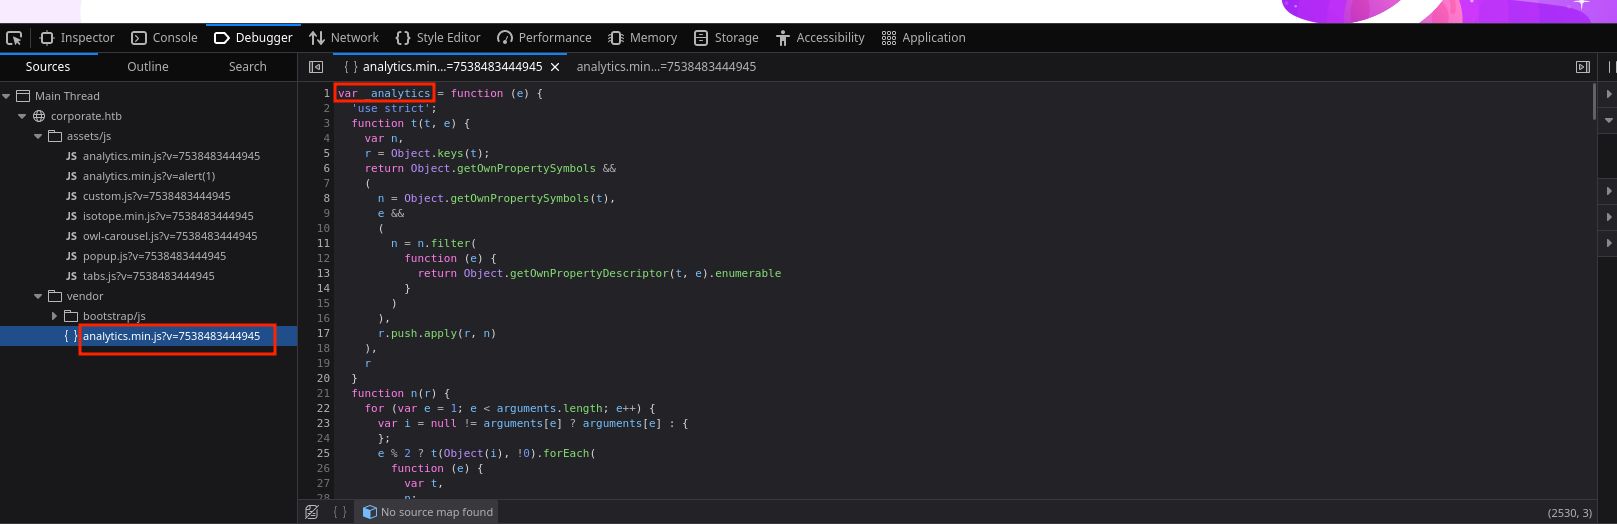 Inspector Console Debugger Network Style Editor Performance Memory Storage Accessibility Application
Sources Outline Search
{ } analytics.min...=7538483444945 analytics.min...=7538483444945
Main Thread
corporate.htb
assets/js
JS analytics.min.js?v=7538483444945
JS analytics.min.js?v=alert(1)
JS custom.js?v=7538483444945
JS isotope.min.js?v=7538483444945
JS owl-carousel.js?v=7538483444945
JS popup.js?v=7538483444945
JS tabs.js?v=7538483444945
vendor
bootstrap/js
{ } analytics.min.js?v=7538483444945
1 var _analytics = function (e) {
2 'use strict';
3 function t(t, e) {
4 var n,
5 r = Object.keys(t);
6 return Object.getOwnPropertySymbols &&
7 (
8 n = Object.getOwnPropertySymbols(t),
9 e &&
10 (
11 n = n.filter(
12 function (e) {
13 return Object.getOwnPropertyDescriptor(t, e).enumerable
14 }
15 )
16 ),
17 r.push.apply(r, n)
18 ),
19 r
20 }
21 function n(r) {
22 for (var e = 1; e < arguments.length; e++) {
23 var i = null != arguments[e] ? arguments[e] : {
24 };
25 e % 2 ? t(Object(i), !0).forEach(
26 function (e) {
27 var t,
28 n;
{ } No source map found (2530, 3)